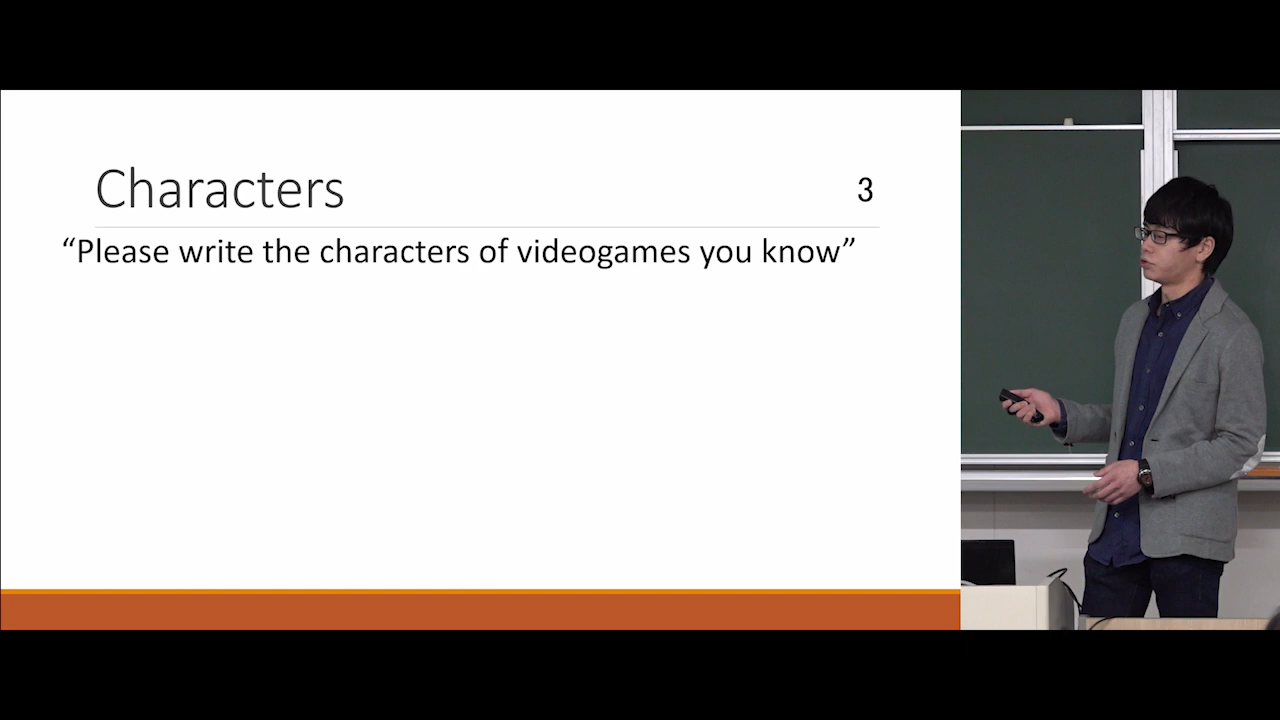 Characters
3
“Please write the characters of videogames you know”